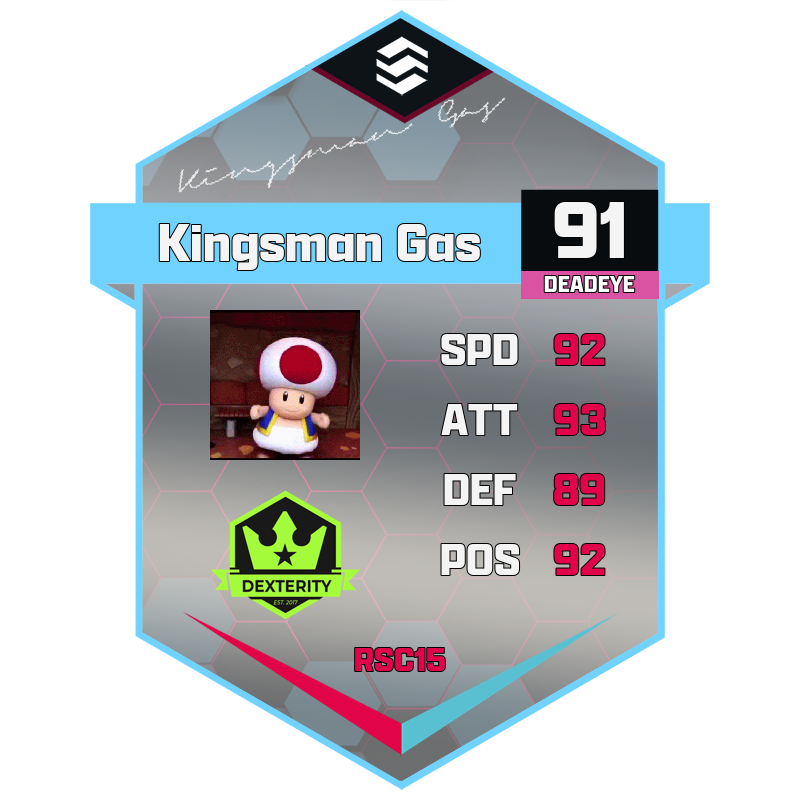 Kingsman Gas
Kingsman Gas
91
DEADEYE
SPD 92
ATT 93
DEF 89
POS 92
DEXTERITY
EST. 2017
RSC15